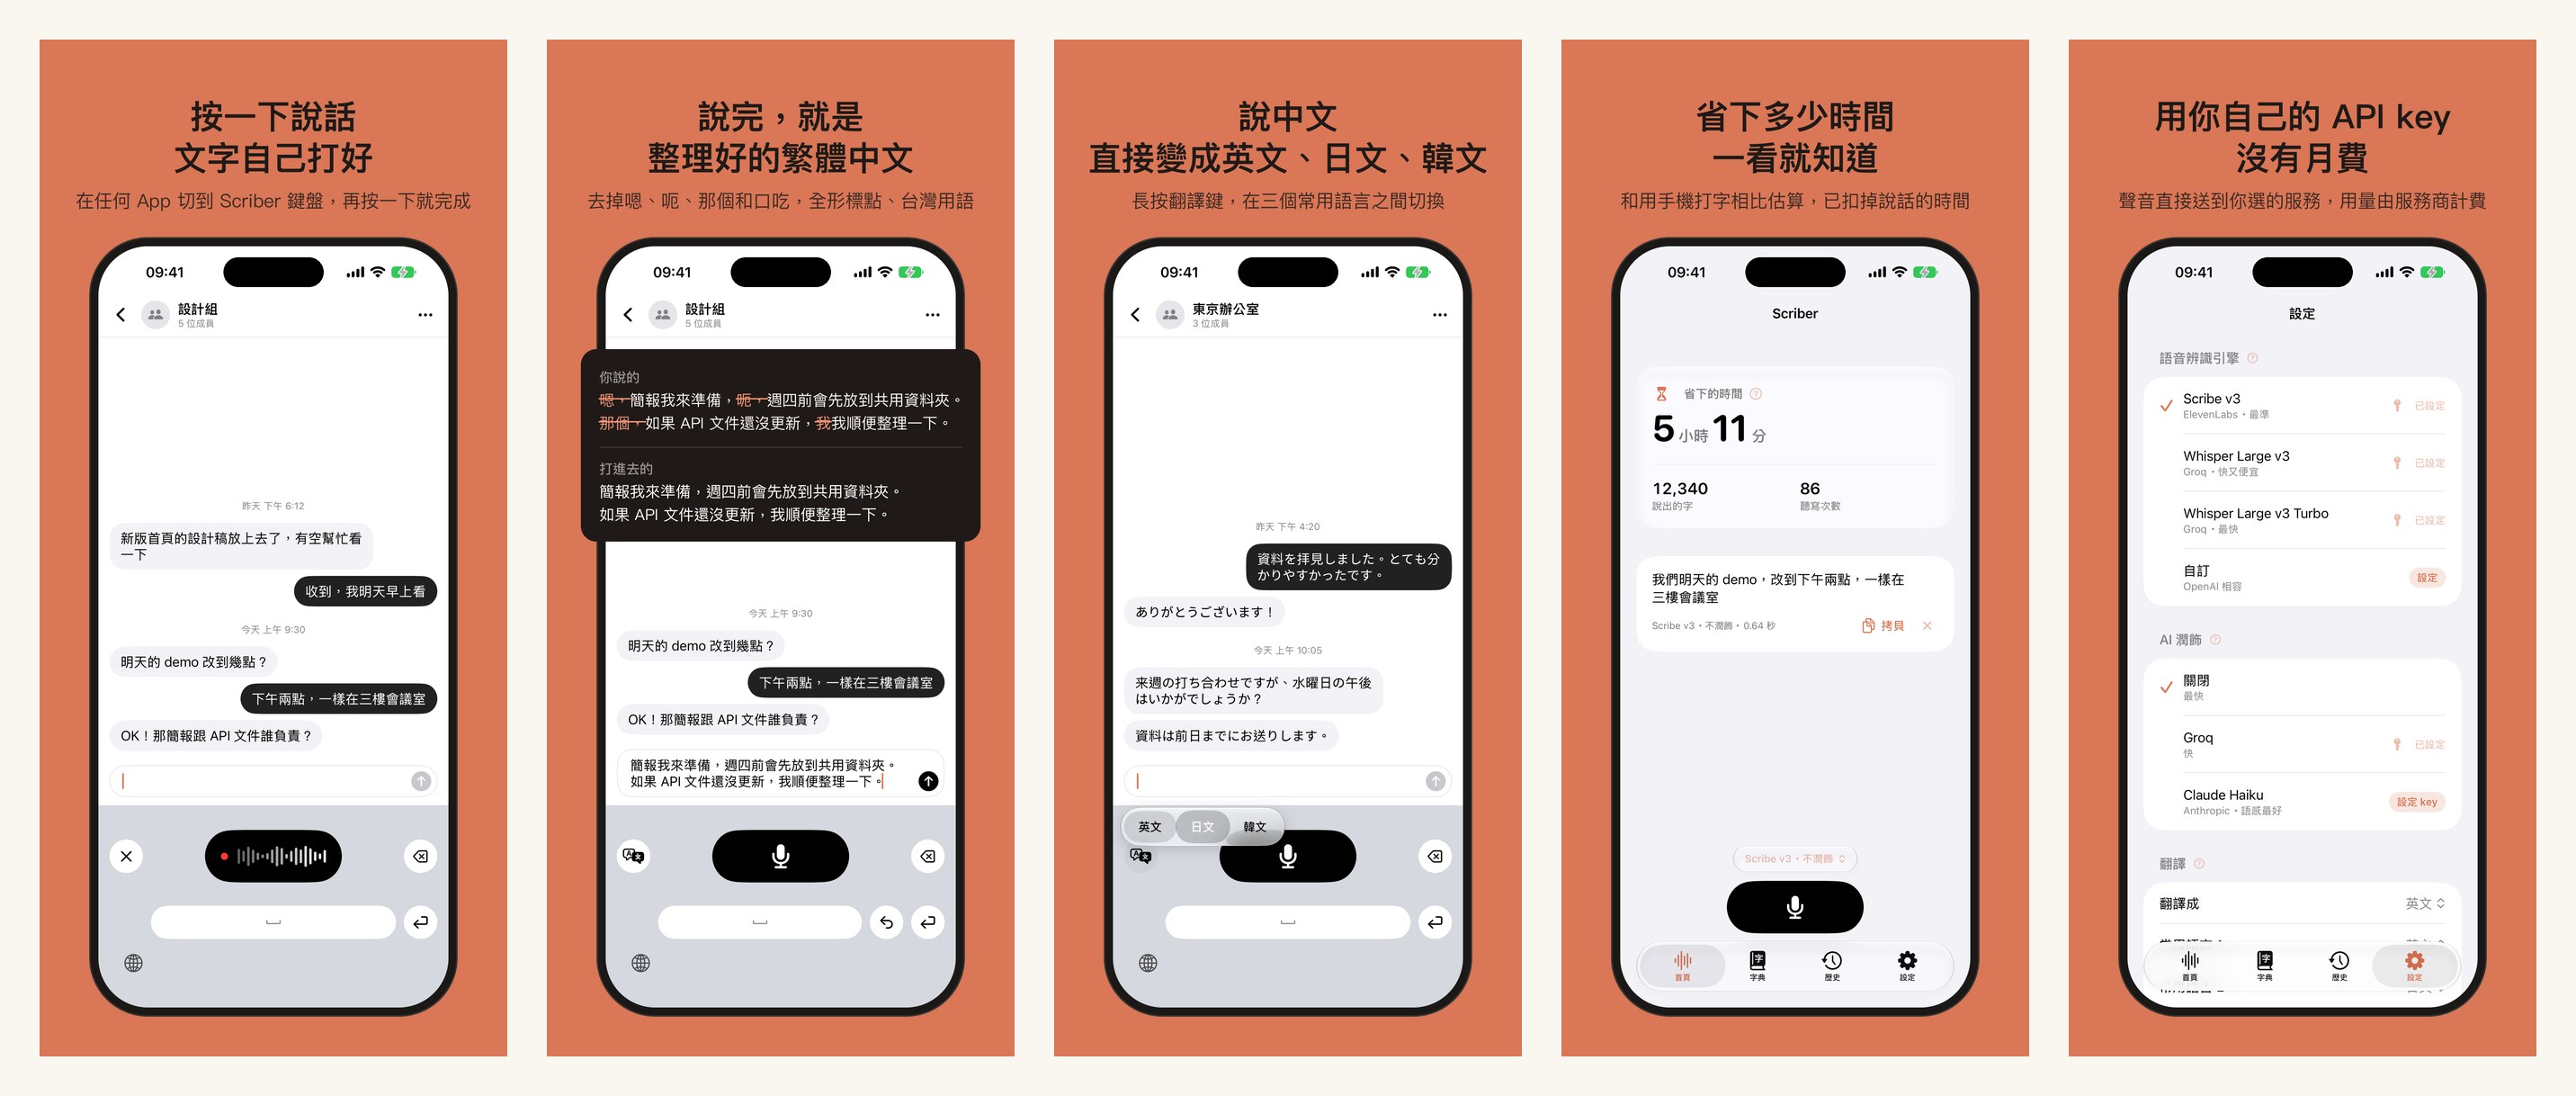 按一下說話
文字自己打好
在任何 App 切到 Scriber 鍵盤，再按一下就完成
09:41
設計組
5 位成員
昨天 下午 6:12
新版首頁的設計稿放上去了，有空幫忙看
一下
收到，我明天早上看
今天 上午 9:30
明天的 demo 改到幾點？
下午兩點，一樣在三樓會議室
OK！那簡報跟 API 文件誰負責？
說完，就是
整理好的繁體中文
去掉嗯、呃、那個和口吃，全形標點、台灣用語
09:41
設計組
5 位成員
你說的
嗯，簡報我來準備，呃，週四前會先放到共用資料夾。
那個，如果 API 文件還沒更新，我我順便整理一下。
打進去的
簡報我來準備，週四前會先放到共用資料夾。
如果 API 文件還沒更新，我順便整理一下。
今天 上午 9:30
明天的 demo 改到幾點？
下午兩點，一樣在三樓會議室
OK！那簡報跟 API 文件誰負責？
簡報我來準備，週四前會先放到共用資料夾。
如果 API 文件還沒更新，我順便整理一下。
說中文
直接變成英文、日文、韓文
長按翻譯鍵，在三個常用語言之間切換
09:41
東京辦公室
3 位成員
昨天 下午 4:20
資料を拝見しました。とても分
かりやすかったです。
ありがとうございます！
今天 上午 10:05
来週の打ち合わせですが、水曜日の午後
はいかがでしょうか？
資料は前日までにお送りします。
英文 日文 韓文
省下多少時間
一看就知道
和用手機打字相比估算，已扣掉說話的時間
09:41
Scriber
省下的時間
5 小時 11 分
12,340 86
說出的字 聽寫次數
我們明天的 demo，改到下午兩點，一樣在
三樓會議室
Scribe v3・不潤飾・0.64 秒 拷貝
Scribe v3・不潤飾
首頁 字典 歷史 設定
用你自己的 API key
沒有月費
聲音直接送到你選的服務，用量由服務商計費
09:41
設定
語音辨識引擎
Scribe v3 已設定
ElevenLabs・最準
Whisper Large v3 已設定
Groq・快又便宜
Whisper Large v3 Turbo 已設定
Groq・最快
自訂 設定
OpenAI 相容
AI 潤飾
關閉
最快
Groq 已設定
快
Claude Haiku 設定 key
Anthropic・語感最好
翻譯
翻譯成 英文
首頁 字典 歷史 設定